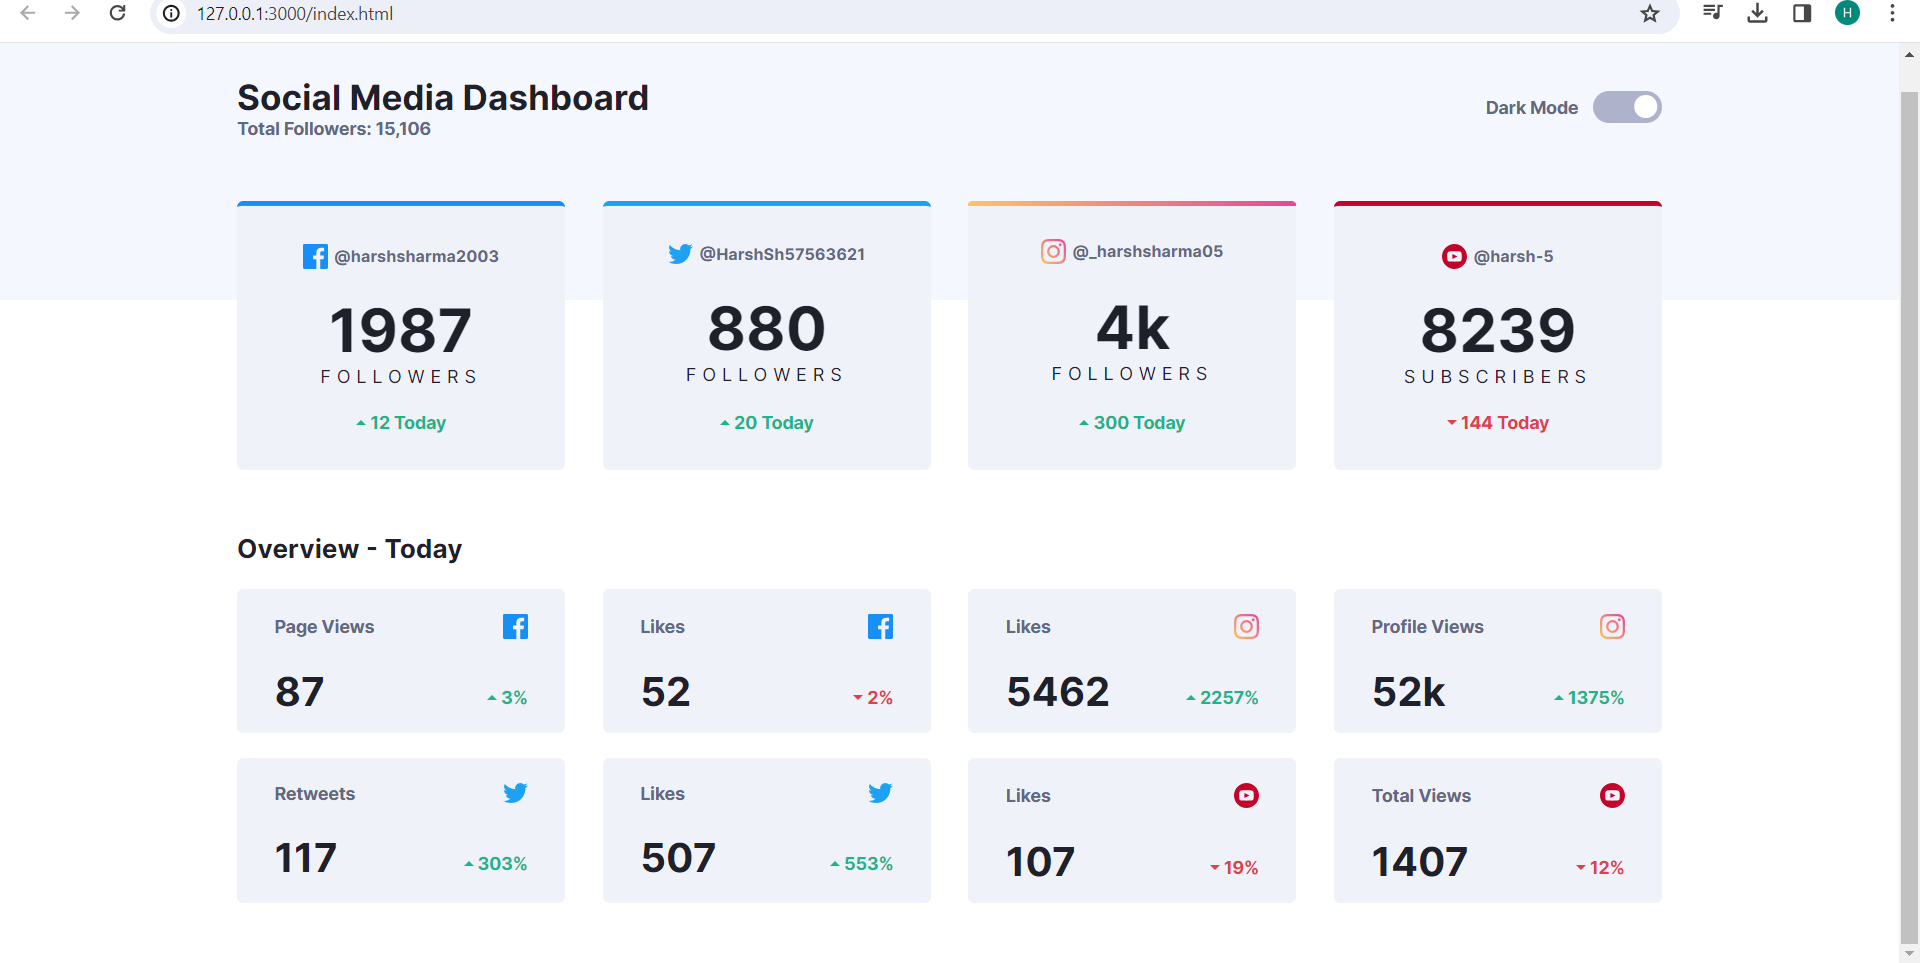 127.0.0.1:3000/index.html
H
Social Media Dashboard
Total Followers: 15,106
Dark Mode
@harshsharma2003
1987
FOLLOWERS
12 Today
@HarshSh57563621
880
FOLLOWERS
20 Today
@_harshsharma05
4k
FOLLOWERS
300 Today
@harsh-5
8239
SUBSCRIBERS
144 Today
Overview - Today
Page Views
87
3%
Likes
52
2%
Likes
5462
2257%
Profile Views
52k
1375%
Retweets
117
303%
Likes
507
553%
Likes
107
19%
Total Views
1407
12%